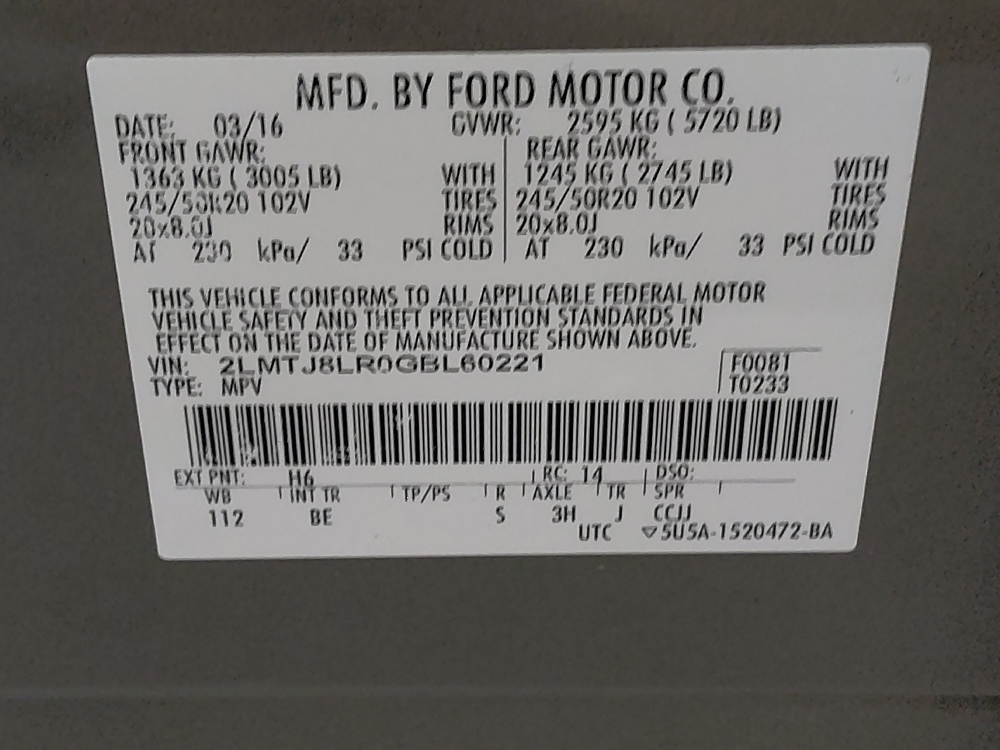 MFD. BY FORD MOTOR CO.
DATE: 03/16 GVWR: 2595 KG ( 5720 LB)
FRONT GAWR: REAR GAWR:
1363 KG ( 3005 LB) WITH 1245 KG ( 2745 LB) WITH
245/50R20 102V TIRES 245/50R20 102V TIRES
20x8.0J RIMS 20x8.0J RIMS
AT 230 kPa/ 33 PSI COLD AT 230 kPa/ 33 PSI COLD
THIS VEHICLE CONFORMS TO ALL APPLICABLE FEDERAL MOTOR
VEHICLE SAFETY AND THEFT PREVENTION STANDARDS IN
EFFECT ON THE DATE OF MANUFACTURE SHOWN ABOVE.
VIN: 2LMTJ8LR0GBL60221 F0081
TYPE: MPV T0233
EXT PNT: H6 RC: 14 DSO:
WB INT TR TP/PS R AXLE TR SPR
112 BE S 3H J CCJJ
UTC ▽5U5A-1520472-BA